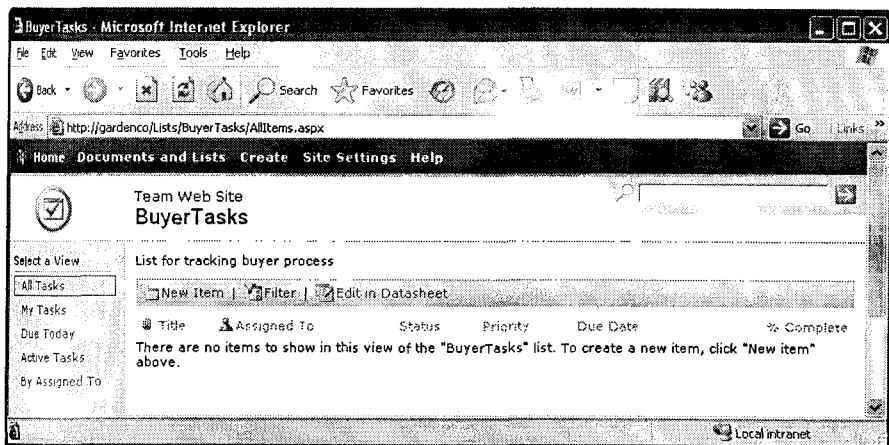 BuyerTasks - Microsoft Internet Explorer
File Edit View Favorites Tools Help
Back Search Favorites
Address http://gardenco/Lists/BuyerTasks/AllItems.aspx Go Links »
Home Documents and Lists Create Site Settings Help
Team Web Site
BuyerTasks
Select a View
List for tracking buyer process
All Tasks
New Item | Filter | Edit in Datasheet
My Tasks
Title Assigned To Status Priority Due Date % Complete
Due Today
There are no items to show in this view of the "BuyerTasks" list. To create a new item, click "New item"
above.
Active Tasks
By Assigned To
Local intranet